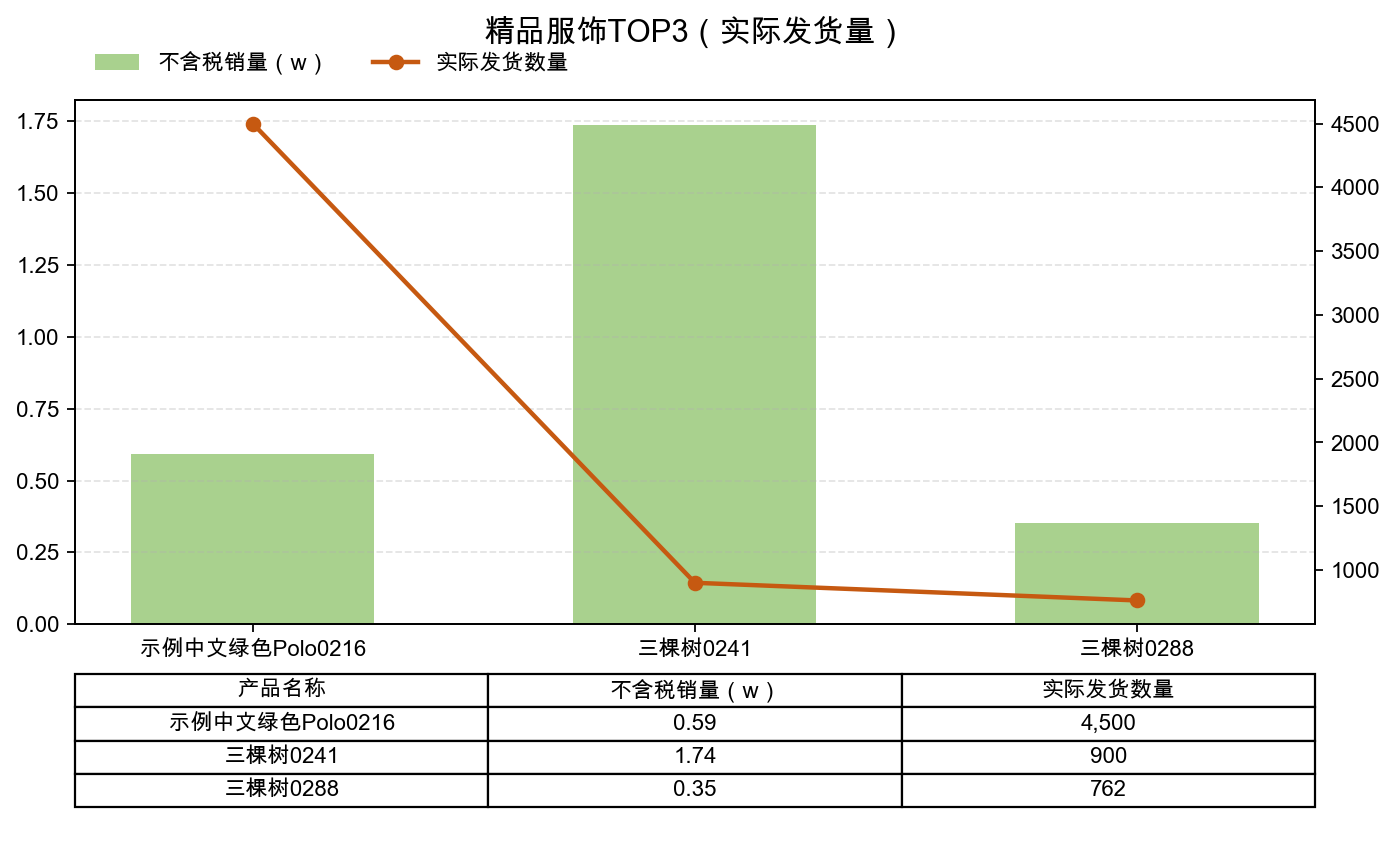 精品服饰TOP3（实际发货量）
不含税销量（w） 实际发货数量
1.75 4500
1.50 4000
1.25 3500
1.00 3000
0.75 2500
0.50 2000
0.25 1500
0.00 1000
示例中文绿色Polo0216 三棵树0241 三棵树0288
产品名称 不含税销量（w） 实际发货数量
示例中文绿色Polo0216 0.59 4,500
三棵树0241 1.74 900
三棵树0288 0.35 762